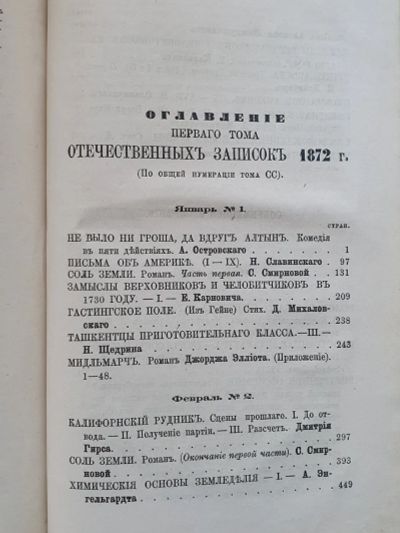 ОГЛАВЛЕНІЕ
ПЕРВАГО ТОМА
ОТЕЧЕСТВЕННЫХЪ ЗАПИСОКЪ 1872 г.
(По общей нумераціи тома CC).
Январь № 1.
СТРАН.
НЕ БЫЛО НИ ГРОША, ДА ВДРУГЪ АЛТЫНЪ. Комедія
въ пяти дѣйствіяхъ. А. Островскаго 1
ПИСЬМА ОБЪ АМЕРИКѢ. (I — IX). Н. Славинскаго 97
СОЛЬ ЗЕМЛИ. Романъ. Часть первая. С. Смирновой 131
ЗАМЫСЛЫ ВЕРХОВНИКОВЪ И ЧЕЛОБИТЧИКОВЪ ВЪ
1730 ГОДУ. — I. — Е. Карновича. 209
ГАСТИНГСКОЕ ПОЛЕ. (Изъ Гейне) Стих. Д. Михалов-
скаго 238
ТАШКЕНТЦЫ ПРИГОТОВИТЕЛЬНАГО КЛАССА.—III.—
Н. Щедрина 243
МИДЛЬМАРЧЪ. Романъ Джорджа Элліота. (Приложеніе).
1—48.
Февраль № 2.
КАЛИФОРНСКІЙ РУДНИКЪ. Сцены прошлаго. I. До от-
вода. — II. Полученіе партіи. — III. Разсчетъ. Дмитрія
Гирса. 297
СОЛЬ ЗЕМЛИ. Романъ. (Окончаніе первой части). С. Смир-
новой 393
ХИМИЧЕСКІЯ ОСНОВЫ ЗЕМЛЕДѢЛІЯ — I. — А. Эн-
гельгардта 449